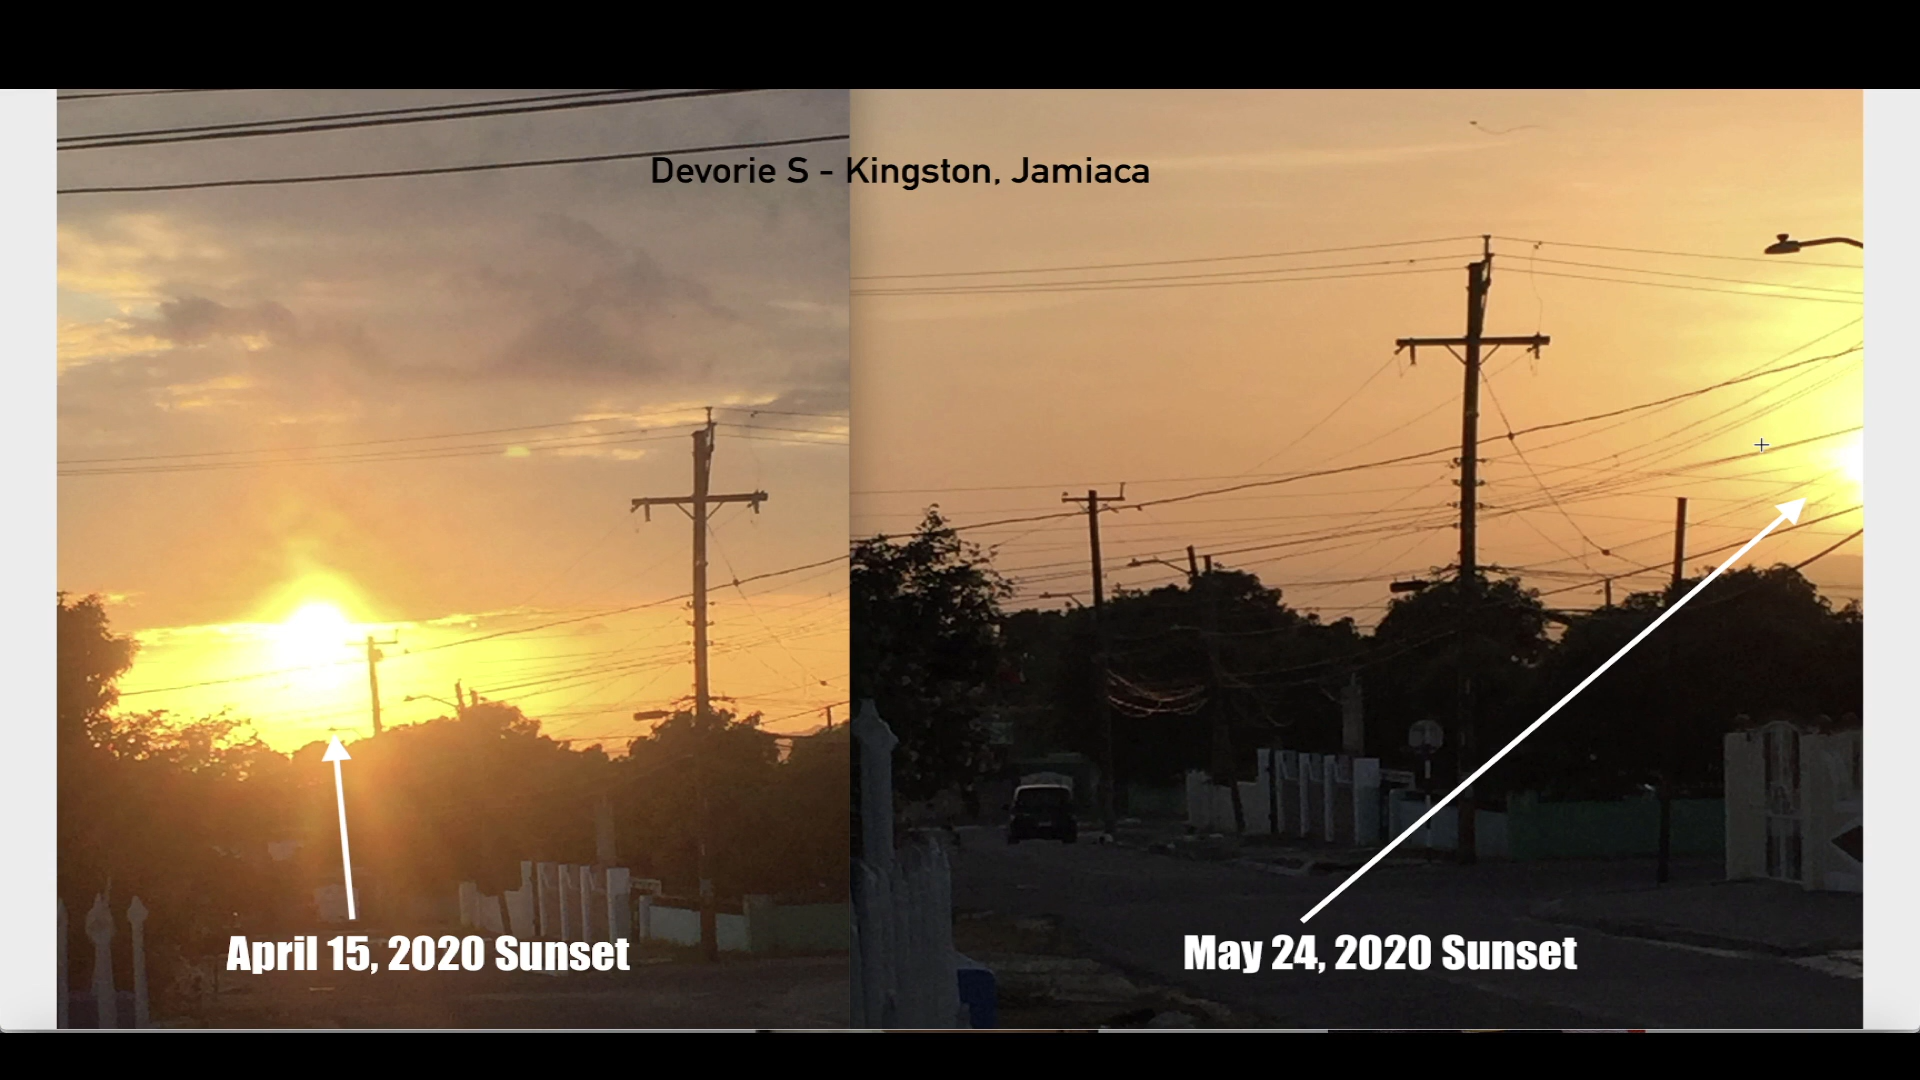 Devorie S - Kingston, Jamiaca
April 15, 2020 Sunset
May 24, 2020 Sunset